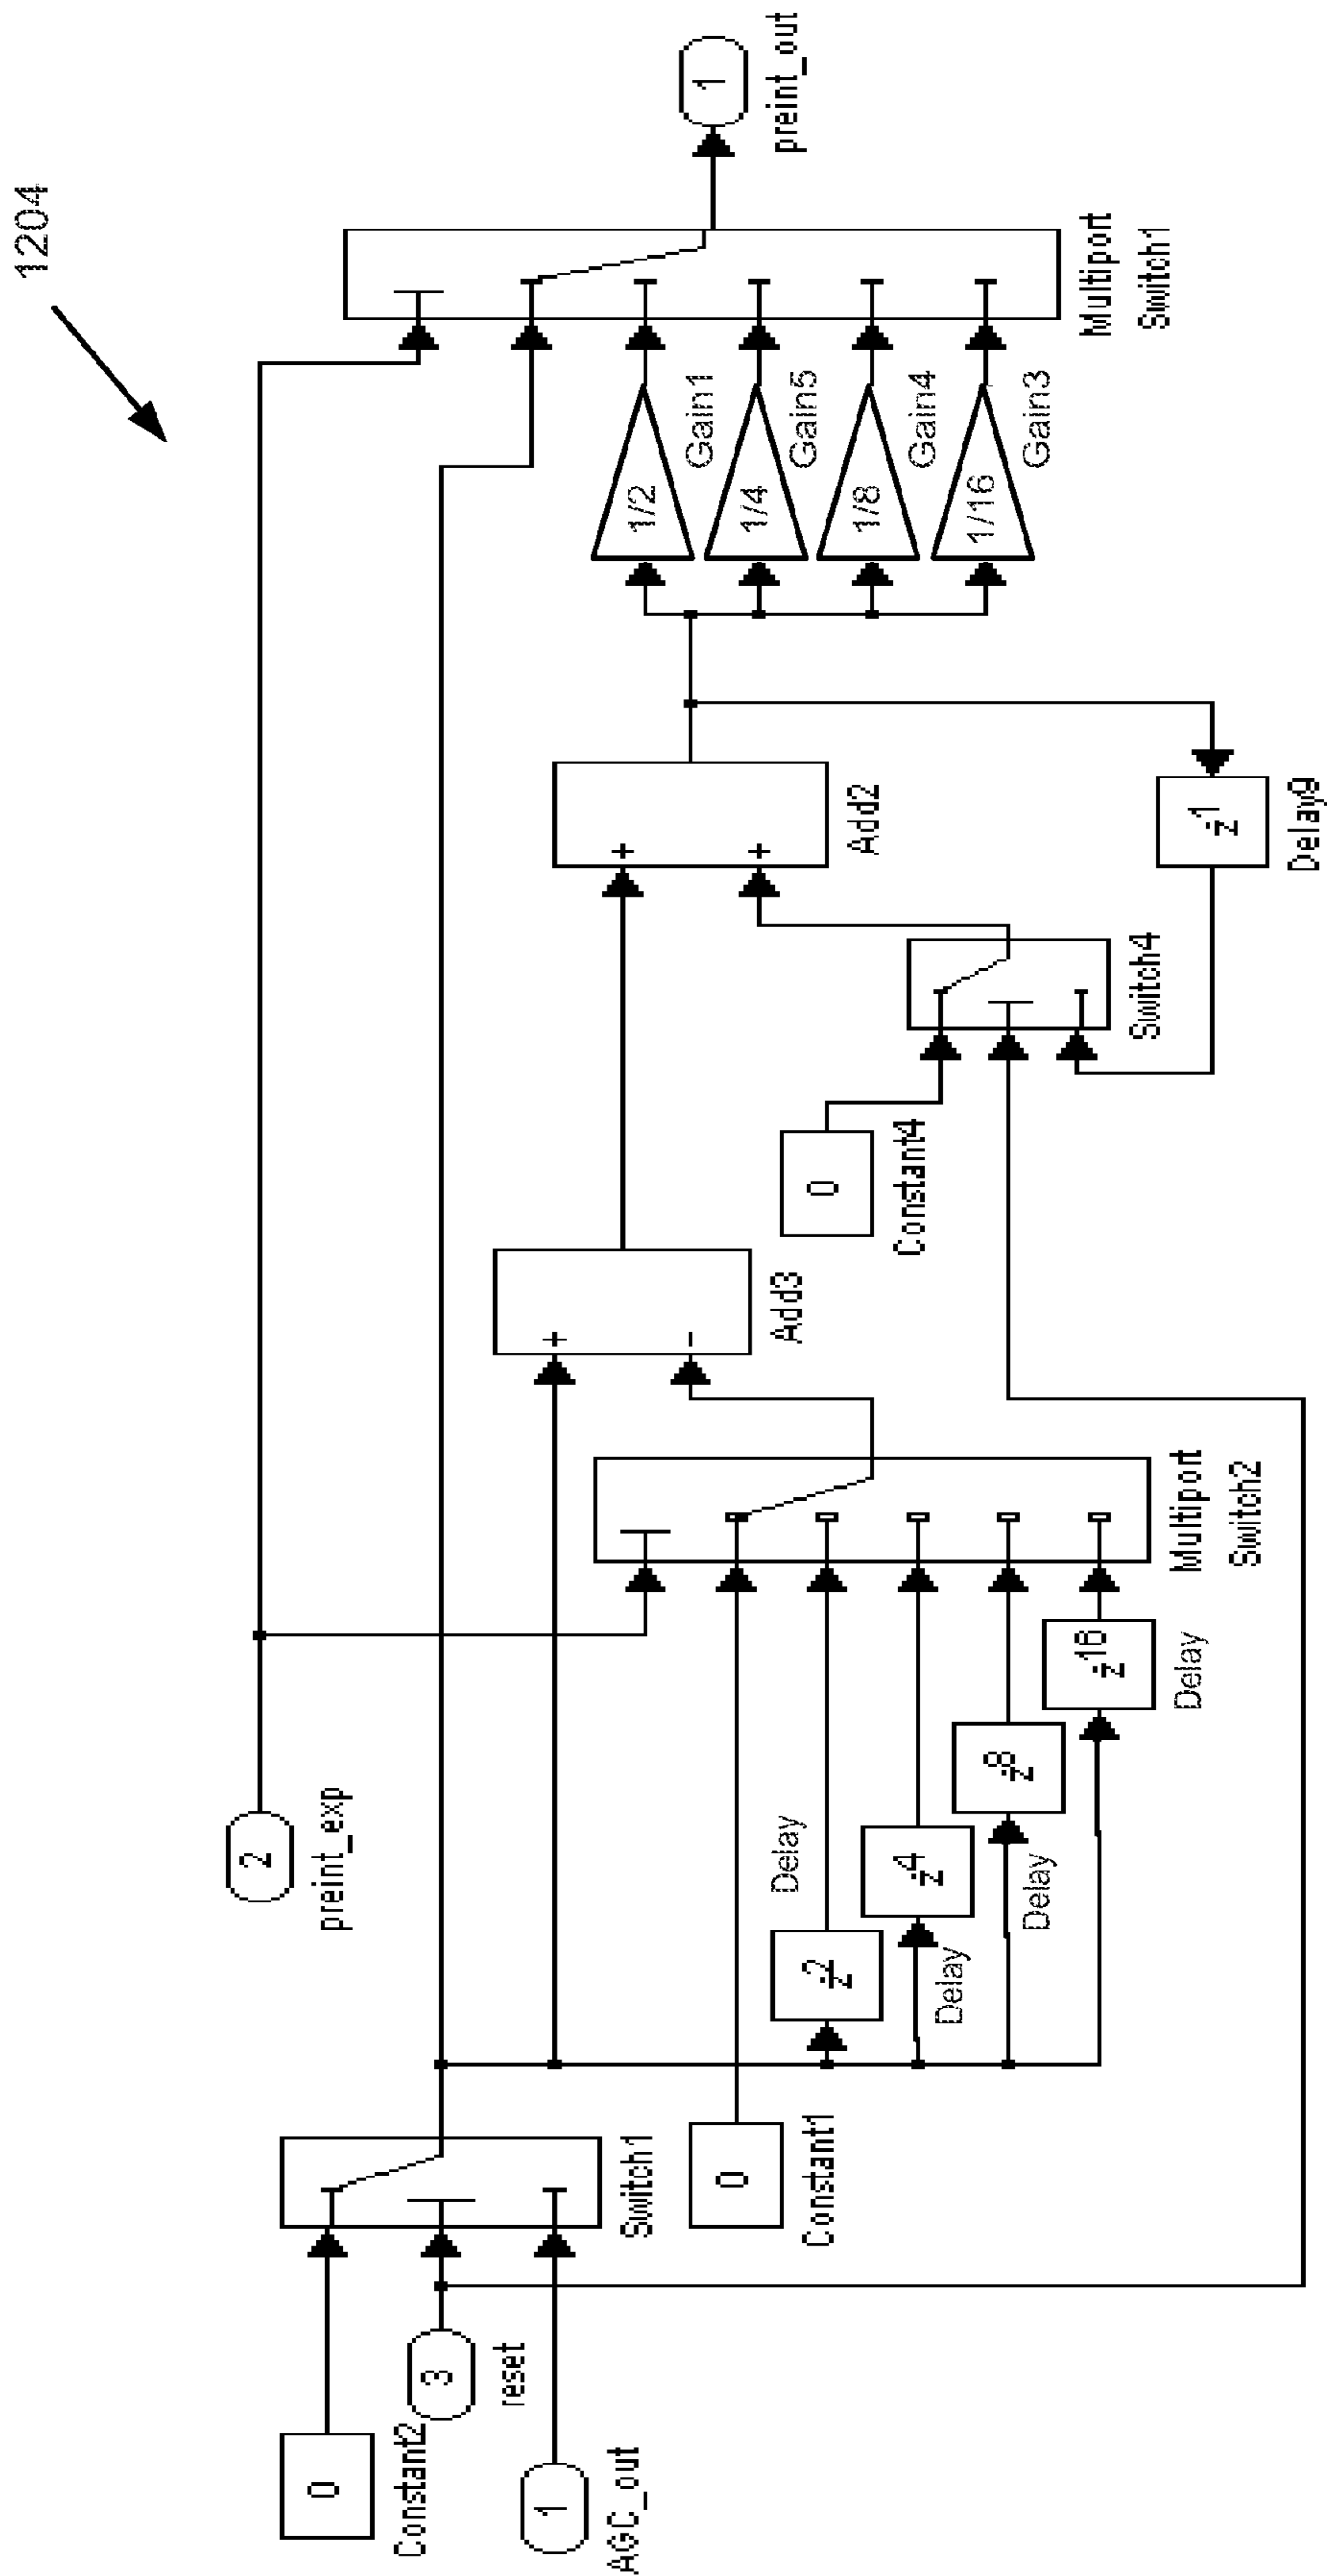 1204
0
Constant2
3
reset
1
AGC_out
Switch1
2
preint_exp
0
Constant1
z-2
Delay
z-4
Delay
z-8
Delay
z-16
Delay
Multiport
Switch2
+
-
Add3
0
Constant4
Switch4
+
+
Add2
z-1
Delay9
1/2
Gain1
1/4
Gain5
1/8
Gain4
1/16
Gain3
Multiport
Switch1
1
preint_out